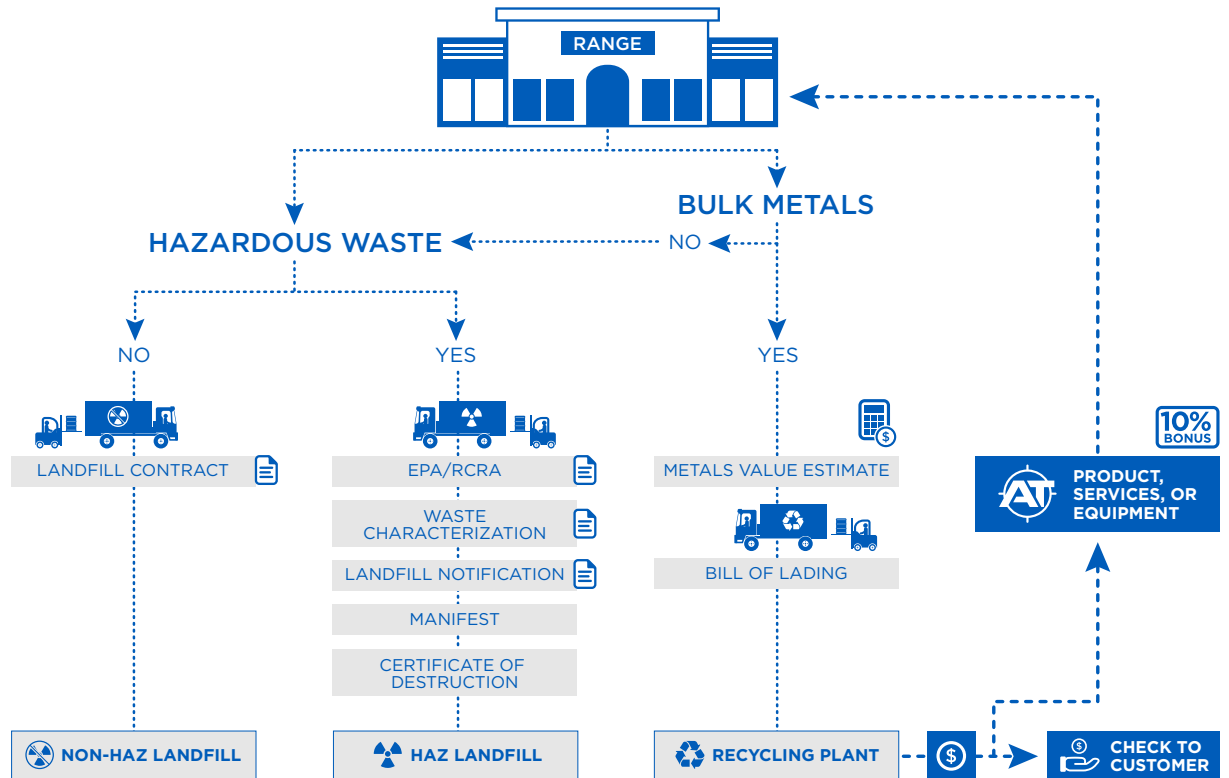 RANGE
BULK METALS
HAZARDOUS WASTE
NO
NO
YES
YES
LANDFILL CONTRACT
EPA/RCRA
WASTE
CHARACTERIZATION
LANDFILL NOTIFICATION
MANIFEST
CERTIFICATE OF
DESTRUCTION
$
METALS VALUE ESTIMATE
BILL OF LADING
10%
BONUS
AT
PRODUCT,
SERVICES, OR
EQUIPMENT
NON-HAZ LANDFILL
HAZ LANDFILL
RECYCLING PLANT
$
$
CHECK TO
CUSTOMER